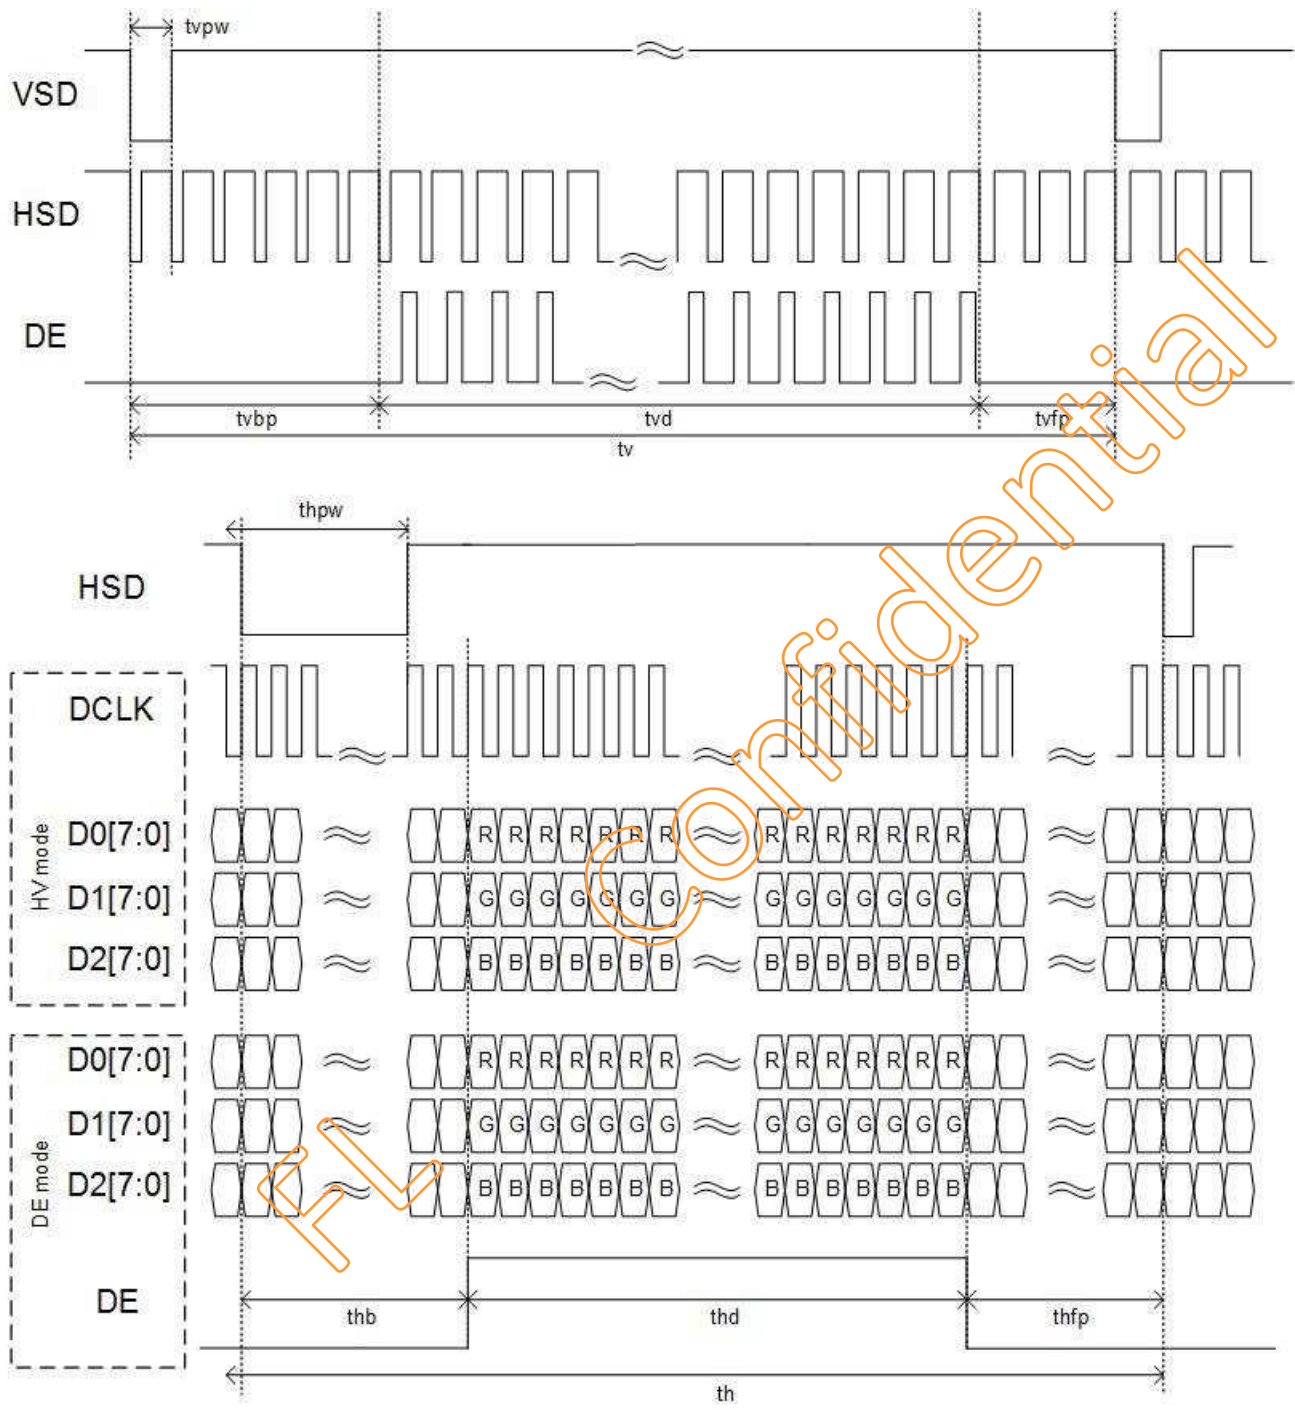 tvpw
VSD
HSD
DE
tvbp
tvd
tvfp
tv
thpw
HSD
DCLK
HV mode
D0[7:0]
R R R R R R R R R R R R R R
D1[7:0]
G G G G G G G G G G G G G G
D2[7:0]
B B B B B B B B B B B B B B
DE mode
D0[7:0]
R R R R R R R R R R R R R R
D1[7:0]
G G G G G G G G G G G G G G
D2[7:0]
B B B B B B B B B B B B B B
DE
thb
thd
thfp
th
FL Confidential